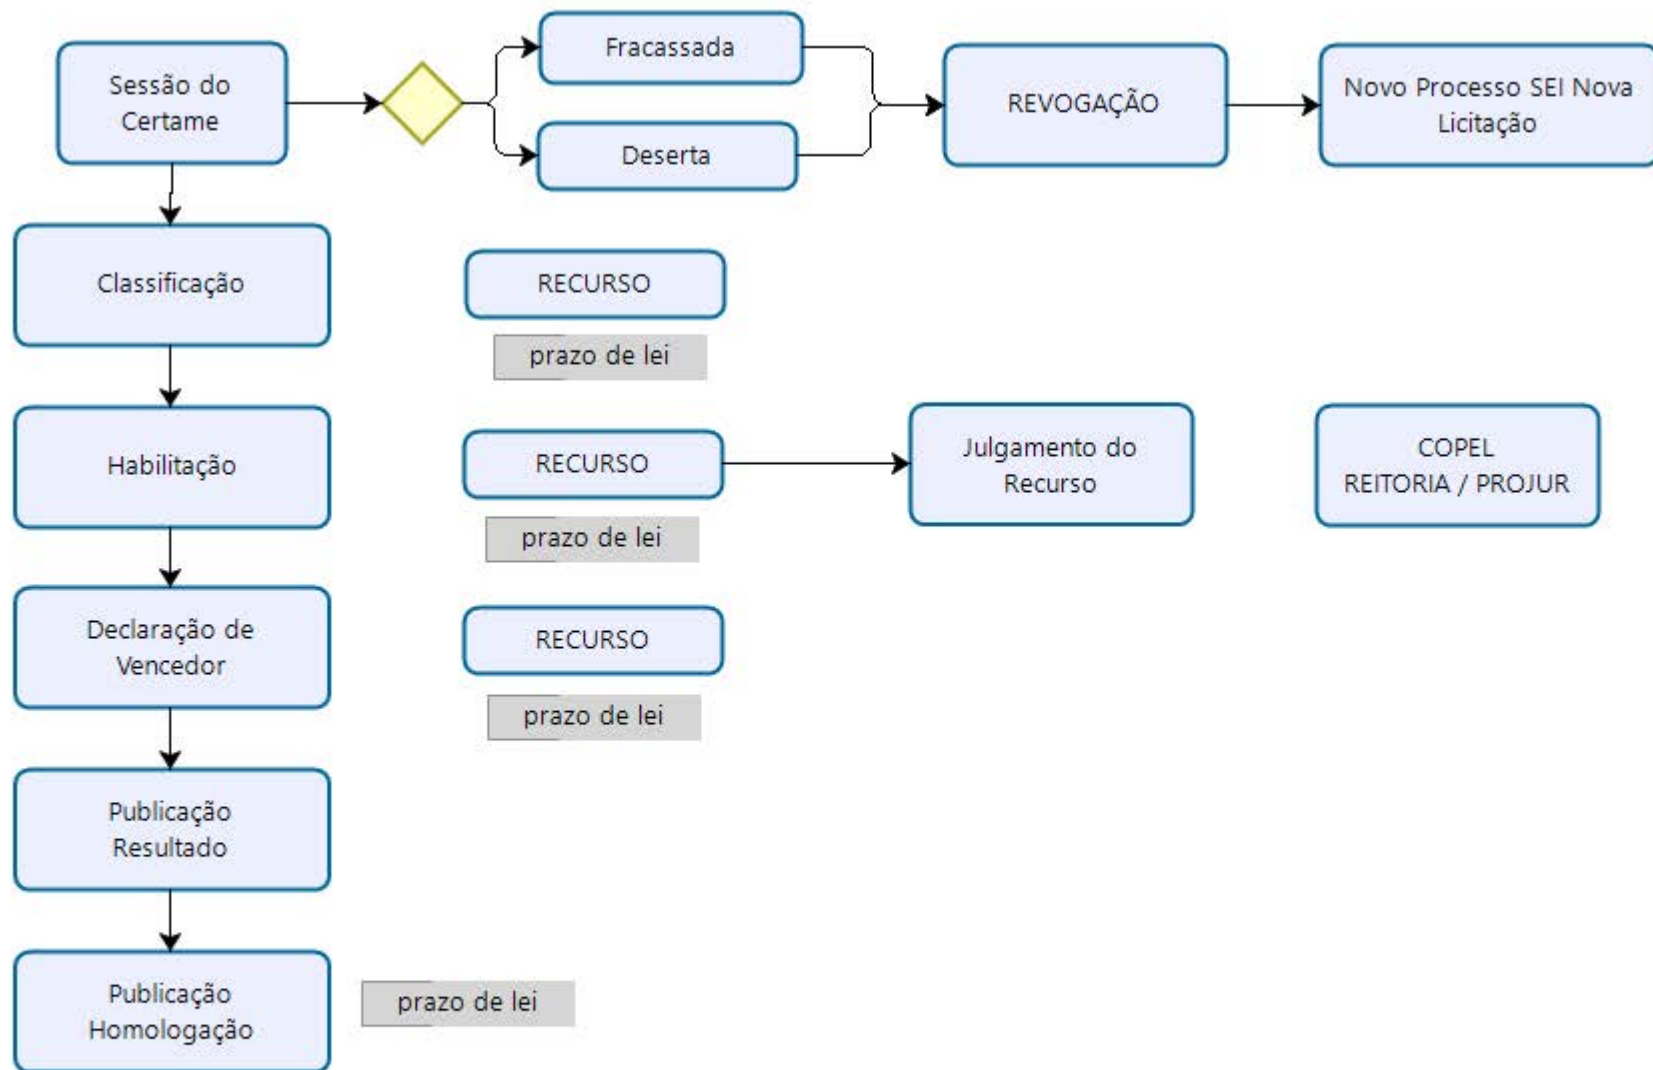 Sessão do
Certame
Fracassada
Deserta
REVOGAÇÃO
Novo Processo SEI Nova
Licitação
Classificação
RECURSO
prazo de lei
Habilitação
RECURSO
prazo de lei
Julgamento do
Recurso
COPEL
REITORIA / PROJUR
Declaração de
Vencedor
RECURSO
prazo de lei
Publicação
Resultado
Publicação
Homologação
prazo de lei